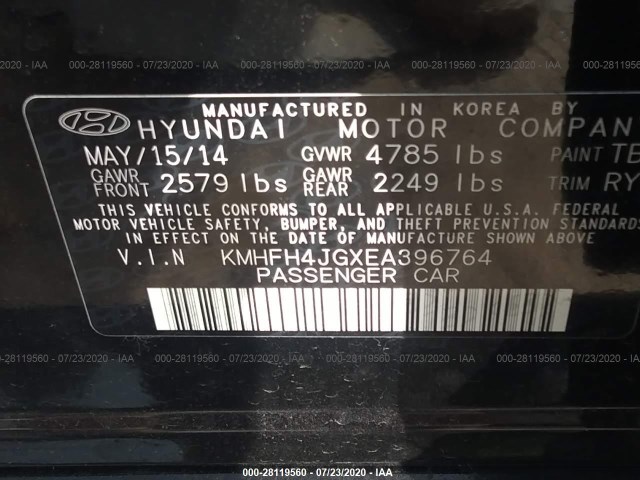 000-28119560 - 07/23/2020 - IAA
MANUFACTURED IN KOREA BY
HYUNDAI MOTOR COMPAN
MAY/15/14 GVWR 4785 lbs PAINT TE
GAWR FRONT 2579 lbs GAWR REAR 2249 lbs TRIM RY
THIS VEHICLE CONFORMS TO ALL APPLICABLE U.S.A. FEDERAL
MOTOR VEHICLE SAFETY, BUMPER, AND THEFT PREVENTION
STANDARDS IN EFFECT ON THE DATE OF MANUFACTURE SHOWN ABOVE
V.I.N KMHFH4JGXEA396764
PASSENGER CAR
000-28119560 - 07/23/2020 - IAA
000-28119560 - 07/23/2020 - IAA